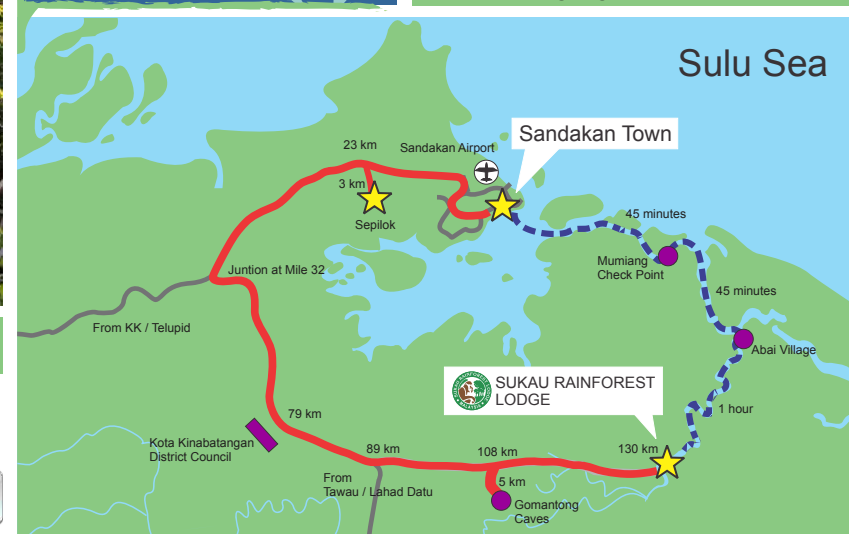 Sulu Sea
Sandakan Town
23 km
Sandakan Airport
3 km
Sepilok
45 minutes
Mumiang
Check Point
Juntion at Mile 32
45 minutes
From KK / Telupid
Abai Village
SUKAU RAINFOREST
LODGE
1 hour
79 km
Kota Kinabatangan
District Council
89 km
108 km
130 km
From
Tawau / Lahad Datu
5 km
Gomantong
Caves